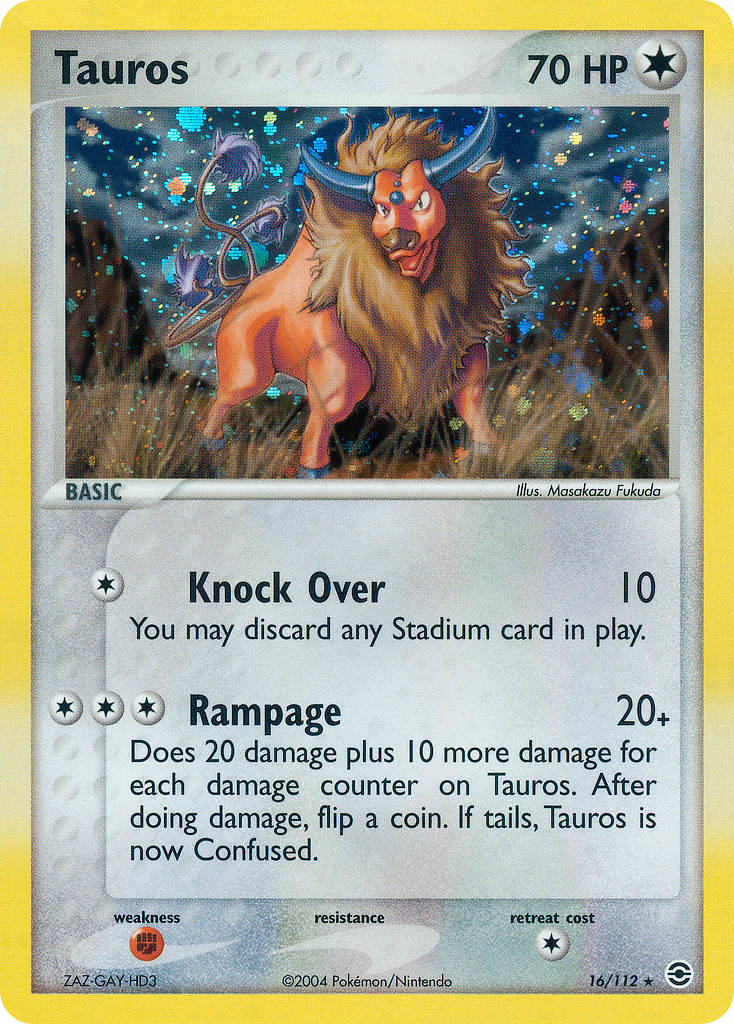 Tauros 70 HP
BASIC Illus. Masakazu Fukuda
Knock Over 10
You may discard any Stadium card in play.
Rampage 20+
Does 20 damage plus 10 more damage for
each damage counter on Tauros. After
doing damage, flip a coin. If tails, Tauros is
now Confused.
weakness resistance retreat cost
ZAZ-GAY-HD3 ©2004 Pokémon/Nintendo 16/112 ★